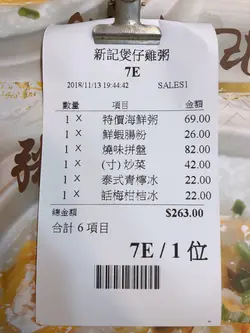 新記煲仔雞粥
7E
2018/11/13 19:44:42 SALES1
數量 項目 金額
1 X 特價海鮮粥 69.00
1 X 鮮蝦腸粉 26.00
1 X 燒味拼盤 82.00
1 X (寸) 炒菜 42.00
1 X 泰式青檸冰 22.00
1 X 話梅柑桔冰 22.00
總金額 $263.00
合計 6 項目
7E / 1 位